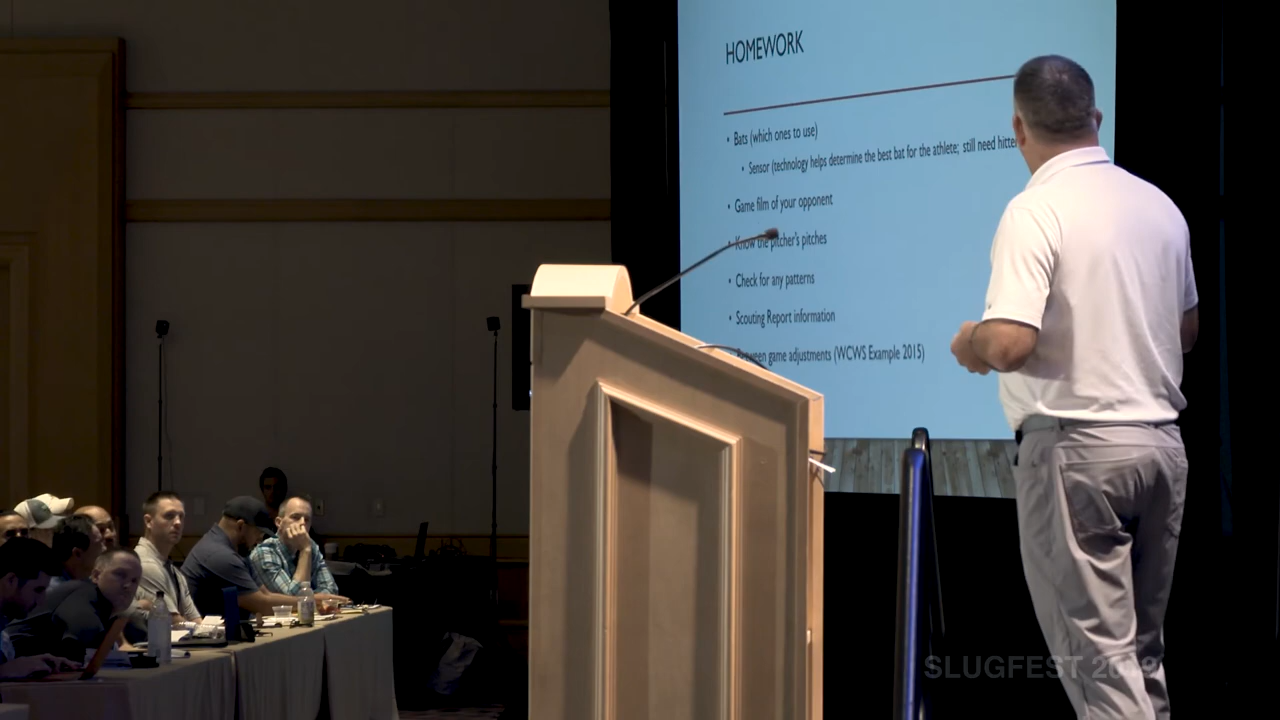 HOMEWORK
• Bats (which ones to use)
• Sensor (technology helps determine the best bat for the athlete; still need hitter
• Game film of your opponent
• Know the pitcher's pitches
• Check for any patterns
• Scouting Report information
Between game adjustments (WCWS Example 2015)
SLUGFEST